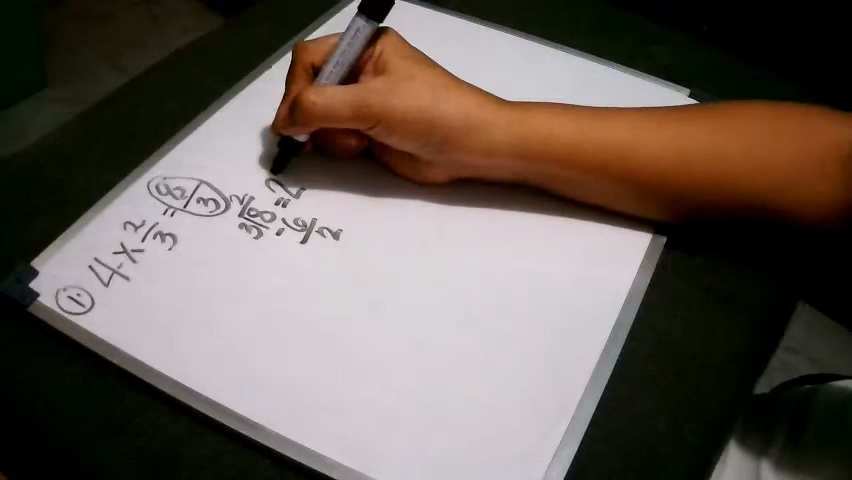 1. 4 x 2/3 = 8/3
2
3 8 = 2
- 6
2